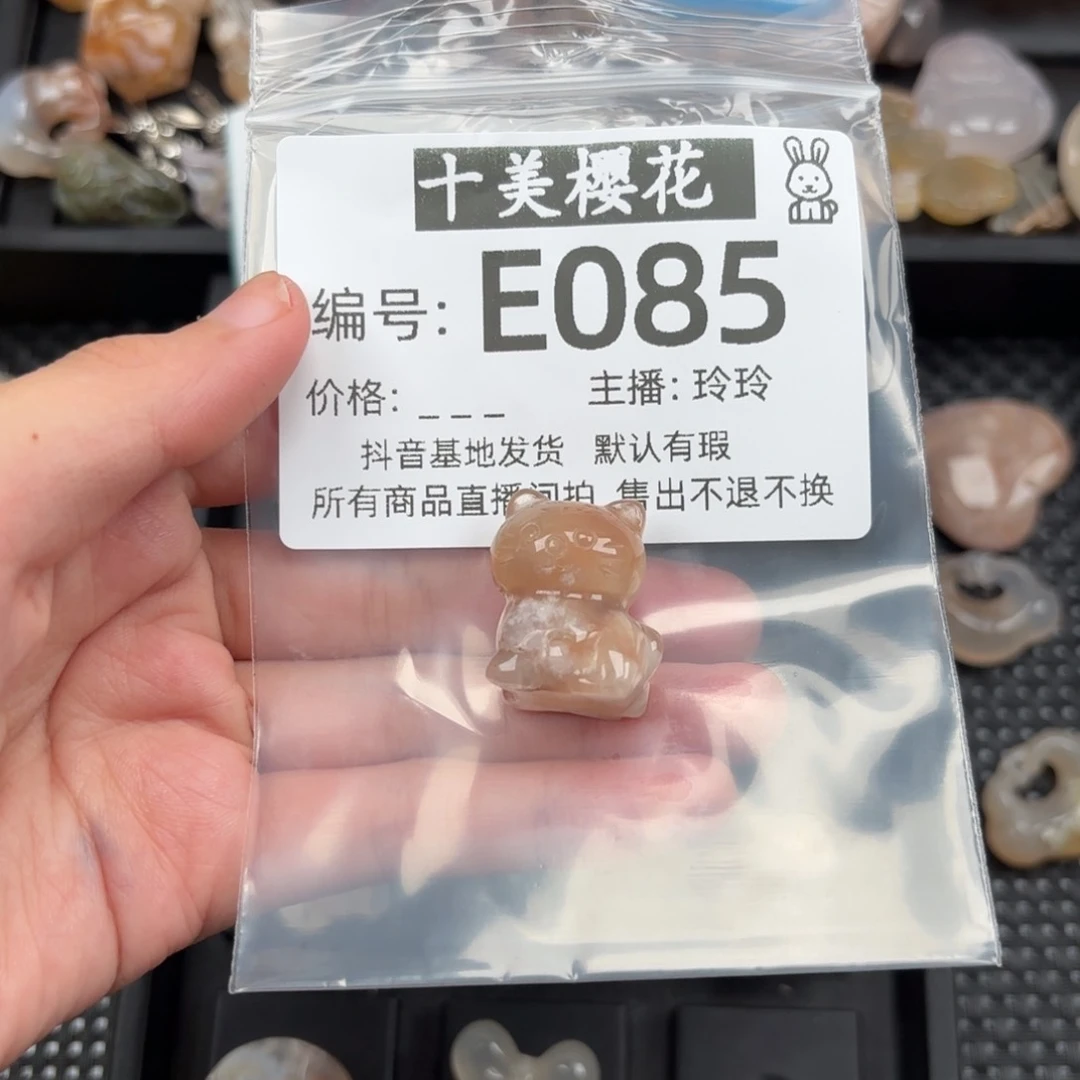 十美樱花
编号: E085
价格: _ _ _ 主播: 玲玲
抖音基地发货 默认有瑕
所有商品直播间拍 售出不退不换